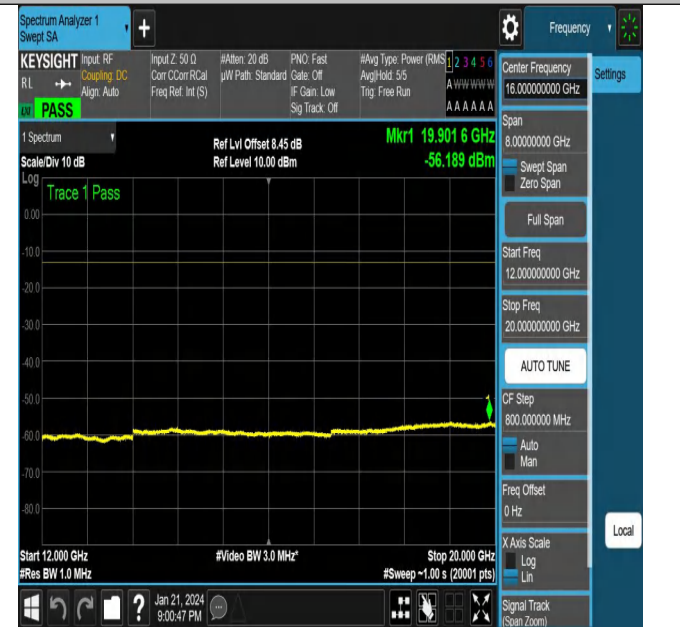 Spectrum Analyzer 1
Swept SA
Frequency
KEYSIGHT
RL
PASS
Input: RF
Coupling: DC
Align: Auto
Input Z: 50 Ω
Corr CCorr RCal
Freq Ref: Int (S)
#Atten: 20 dB
µW Path: Standard
PNO: Fast
Gate: Off
IF Gain: Low
Sig Track: Off
#Avg Type: Power (RMS
Avg|Hold: 5/5
Trig: Free Run
1 2 3 4 5 6
A W W W W W
A A A A A A
1 Spectrum
Scale/Div 10 dB
Log
Ref Lvl Offset 8.45 dB
Ref Level 10.00 dBm
Mkr1 19.901 6 GHz
-56.189 dBm
Trace 1 Pass
0.00
-10.0
-20.0
-30.0
-40.0
-50.0
-60.0
-70.0
-80.0
1
Start 12.000 GHz
#Res BW 1.0 MHz
#Video BW 3.0 MHz*
Stop 20.000 GHz
#Sweep ~1.00 s (20001 pts)
?
Jan 21, 2024
9:00:47 PM
Center Frequency
16.000000000 GHz
Span
8.00000000 GHz
Swept Span
Zero Span
Full Span
Start Freq
12.000000000 GHz
Stop Freq
20.000000000 GHz
AUTO TUNE
CF Step
800.000000 MHz
Auto
Man
Freq Offset
0 Hz
X Axis Scale
Log
Lin
Signal Track
(Span Zoom)
Settings
Local